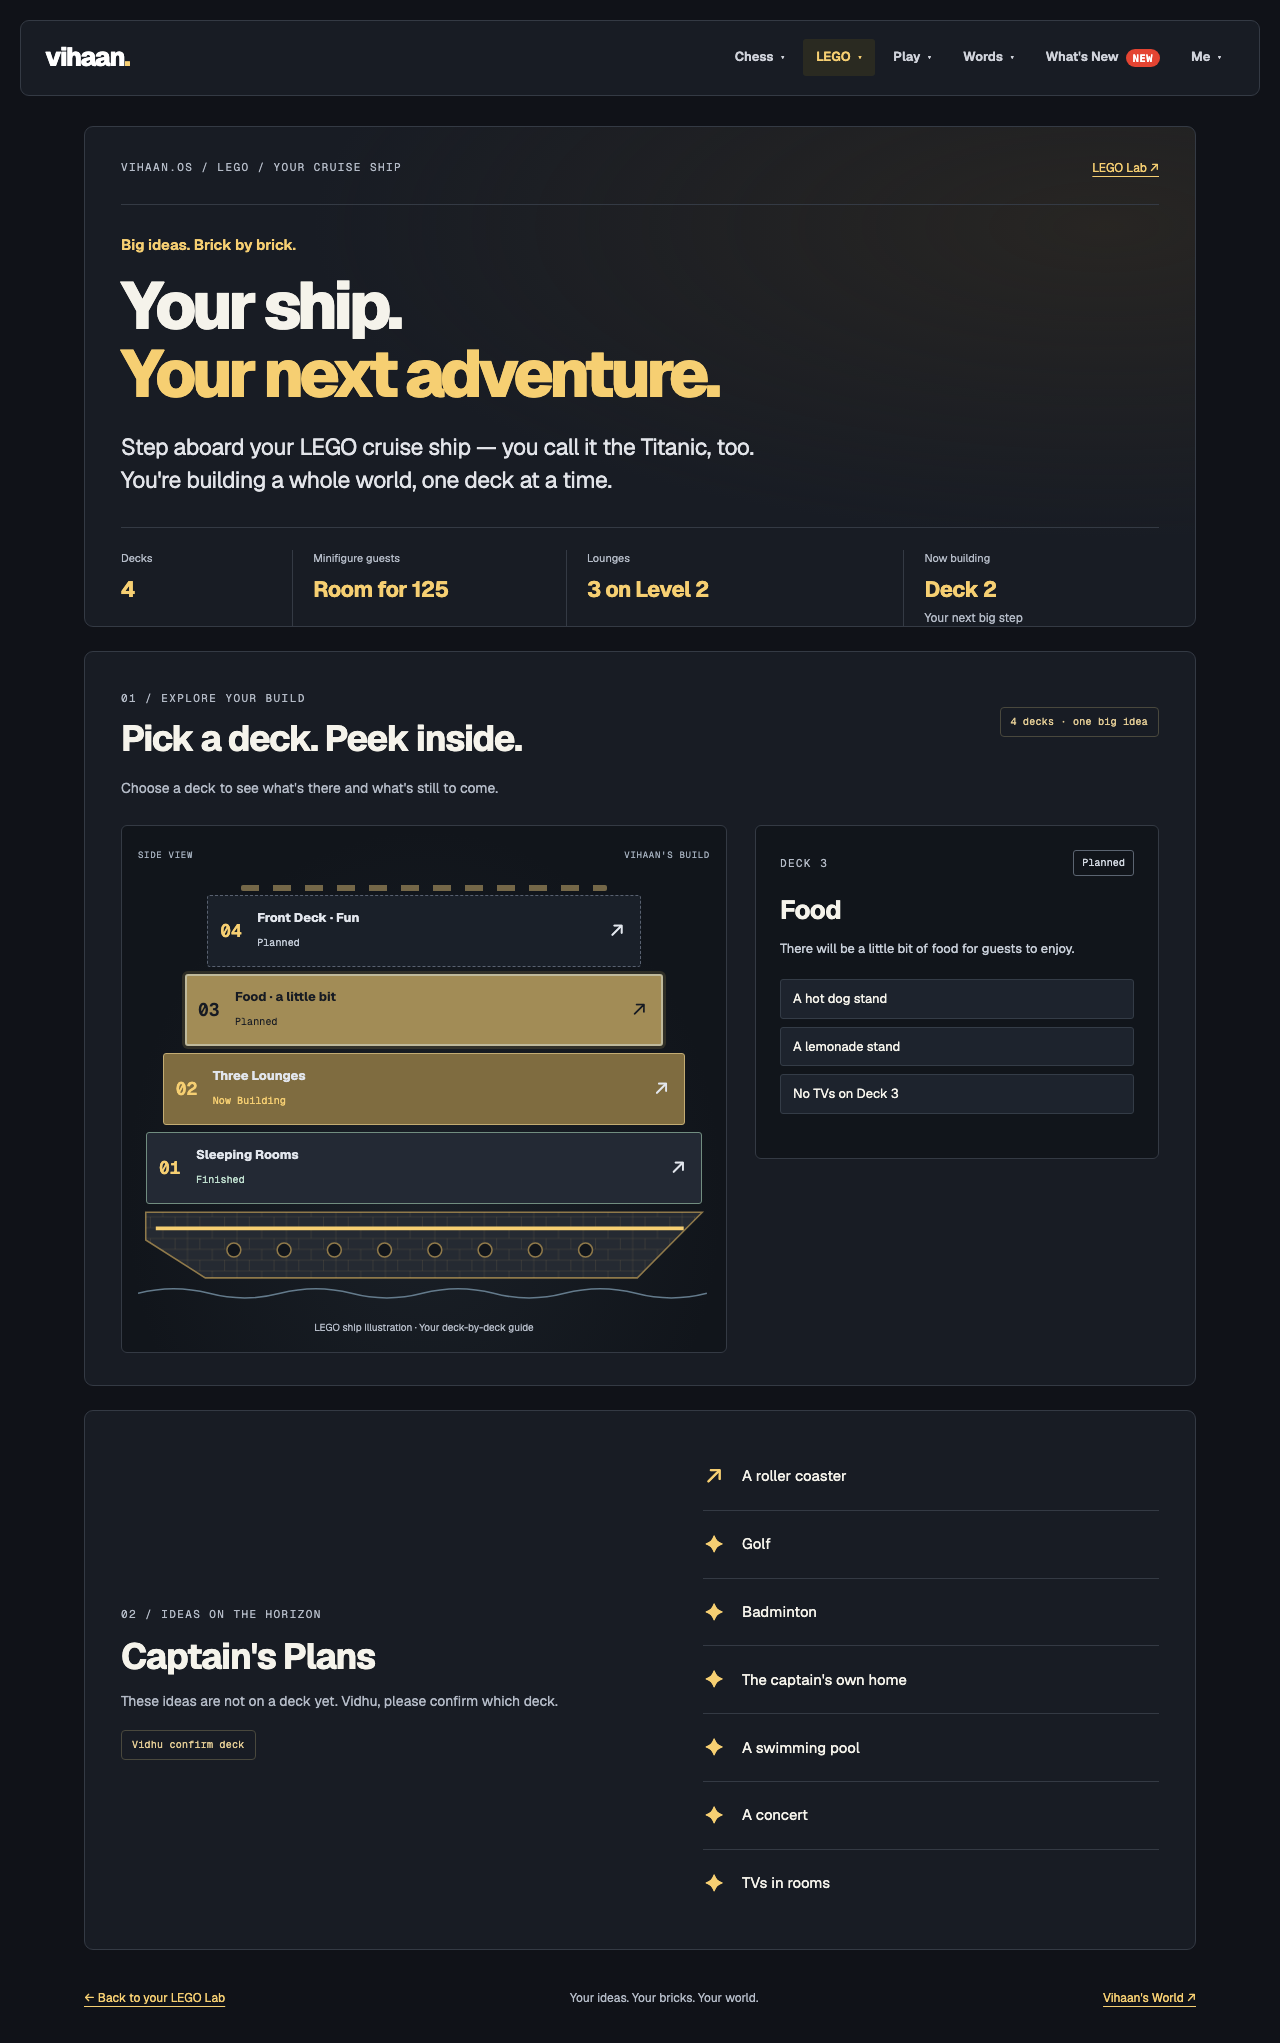 vihaan.
Chess
LEGO
Play
Words
What's New NEW
Me
VIHAAN.OS / LEGO / YOUR CRUISE SHIP
LEGO Lab ↗
Big ideas. Brick by brick.
Your ship.
Your next adventure.
Step aboard your LEGO cruise ship — you call it the Titanic, too.
You're building a whole world, one deck at a time.
Decks
4
Minifigure guests
Room for 125
Lounges
3 on Level 2
Now building
Deck 2
Your next big step
01 / EXPLORE YOUR BUILD
Pick a deck. Peek inside.
4 decks · one big idea
Choose a deck to see what's there and what's still to come.
SIDE VIEW
VIHAAN'S BUILD
04
Front Deck · Fun
Planned
03
Food · a little bit
Planned
02
Three Lounges
Now Building
01
Sleeping Rooms
Finished
LEGO ship illustration · Your deck-by-deck guide
DECK 3
Planned
Food
There will be a little bit of food for guests to enjoy.
A hot dog stand
A lemonade stand
No TVs on Deck 3
02 / IDEAS ON THE HORIZON
Captain's Plans
These ideas are not on a deck yet. Vidhu, please confirm which deck.
Vidhu confirm deck
A roller coaster
Golf
Badminton
The captain's own home
A swimming pool
A concert
TVs in rooms
← Back to your LEGO Lab
Your ideas. Your bricks. Your world.
Vihaan's World ↗